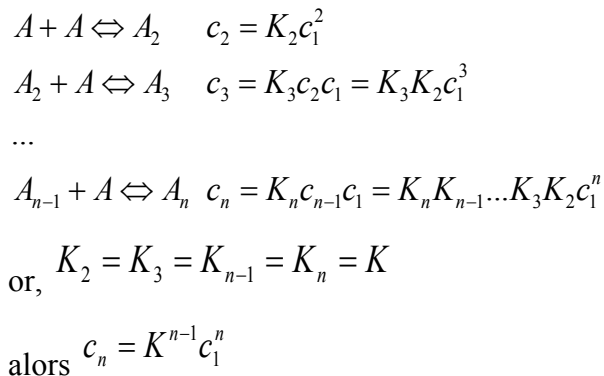 A + A ⇔ A₂ c₂ = K₂c₁²
A₂ + A ⇔ A₃ c₃ = K₃c₂c₁ = K₃K₂c₁³
...
Aₙ₋₁ + A ⇔ Aₙ cₙ = Kₙcₙ₋₁c₁ = KₙKₙ₋₁...K₃K₂c₁ⁿ
or, K₂ = K₃ = Kₙ₋₁ = Kₙ = K
alors cₙ = Kⁿ⁻¹c₁ⁿ